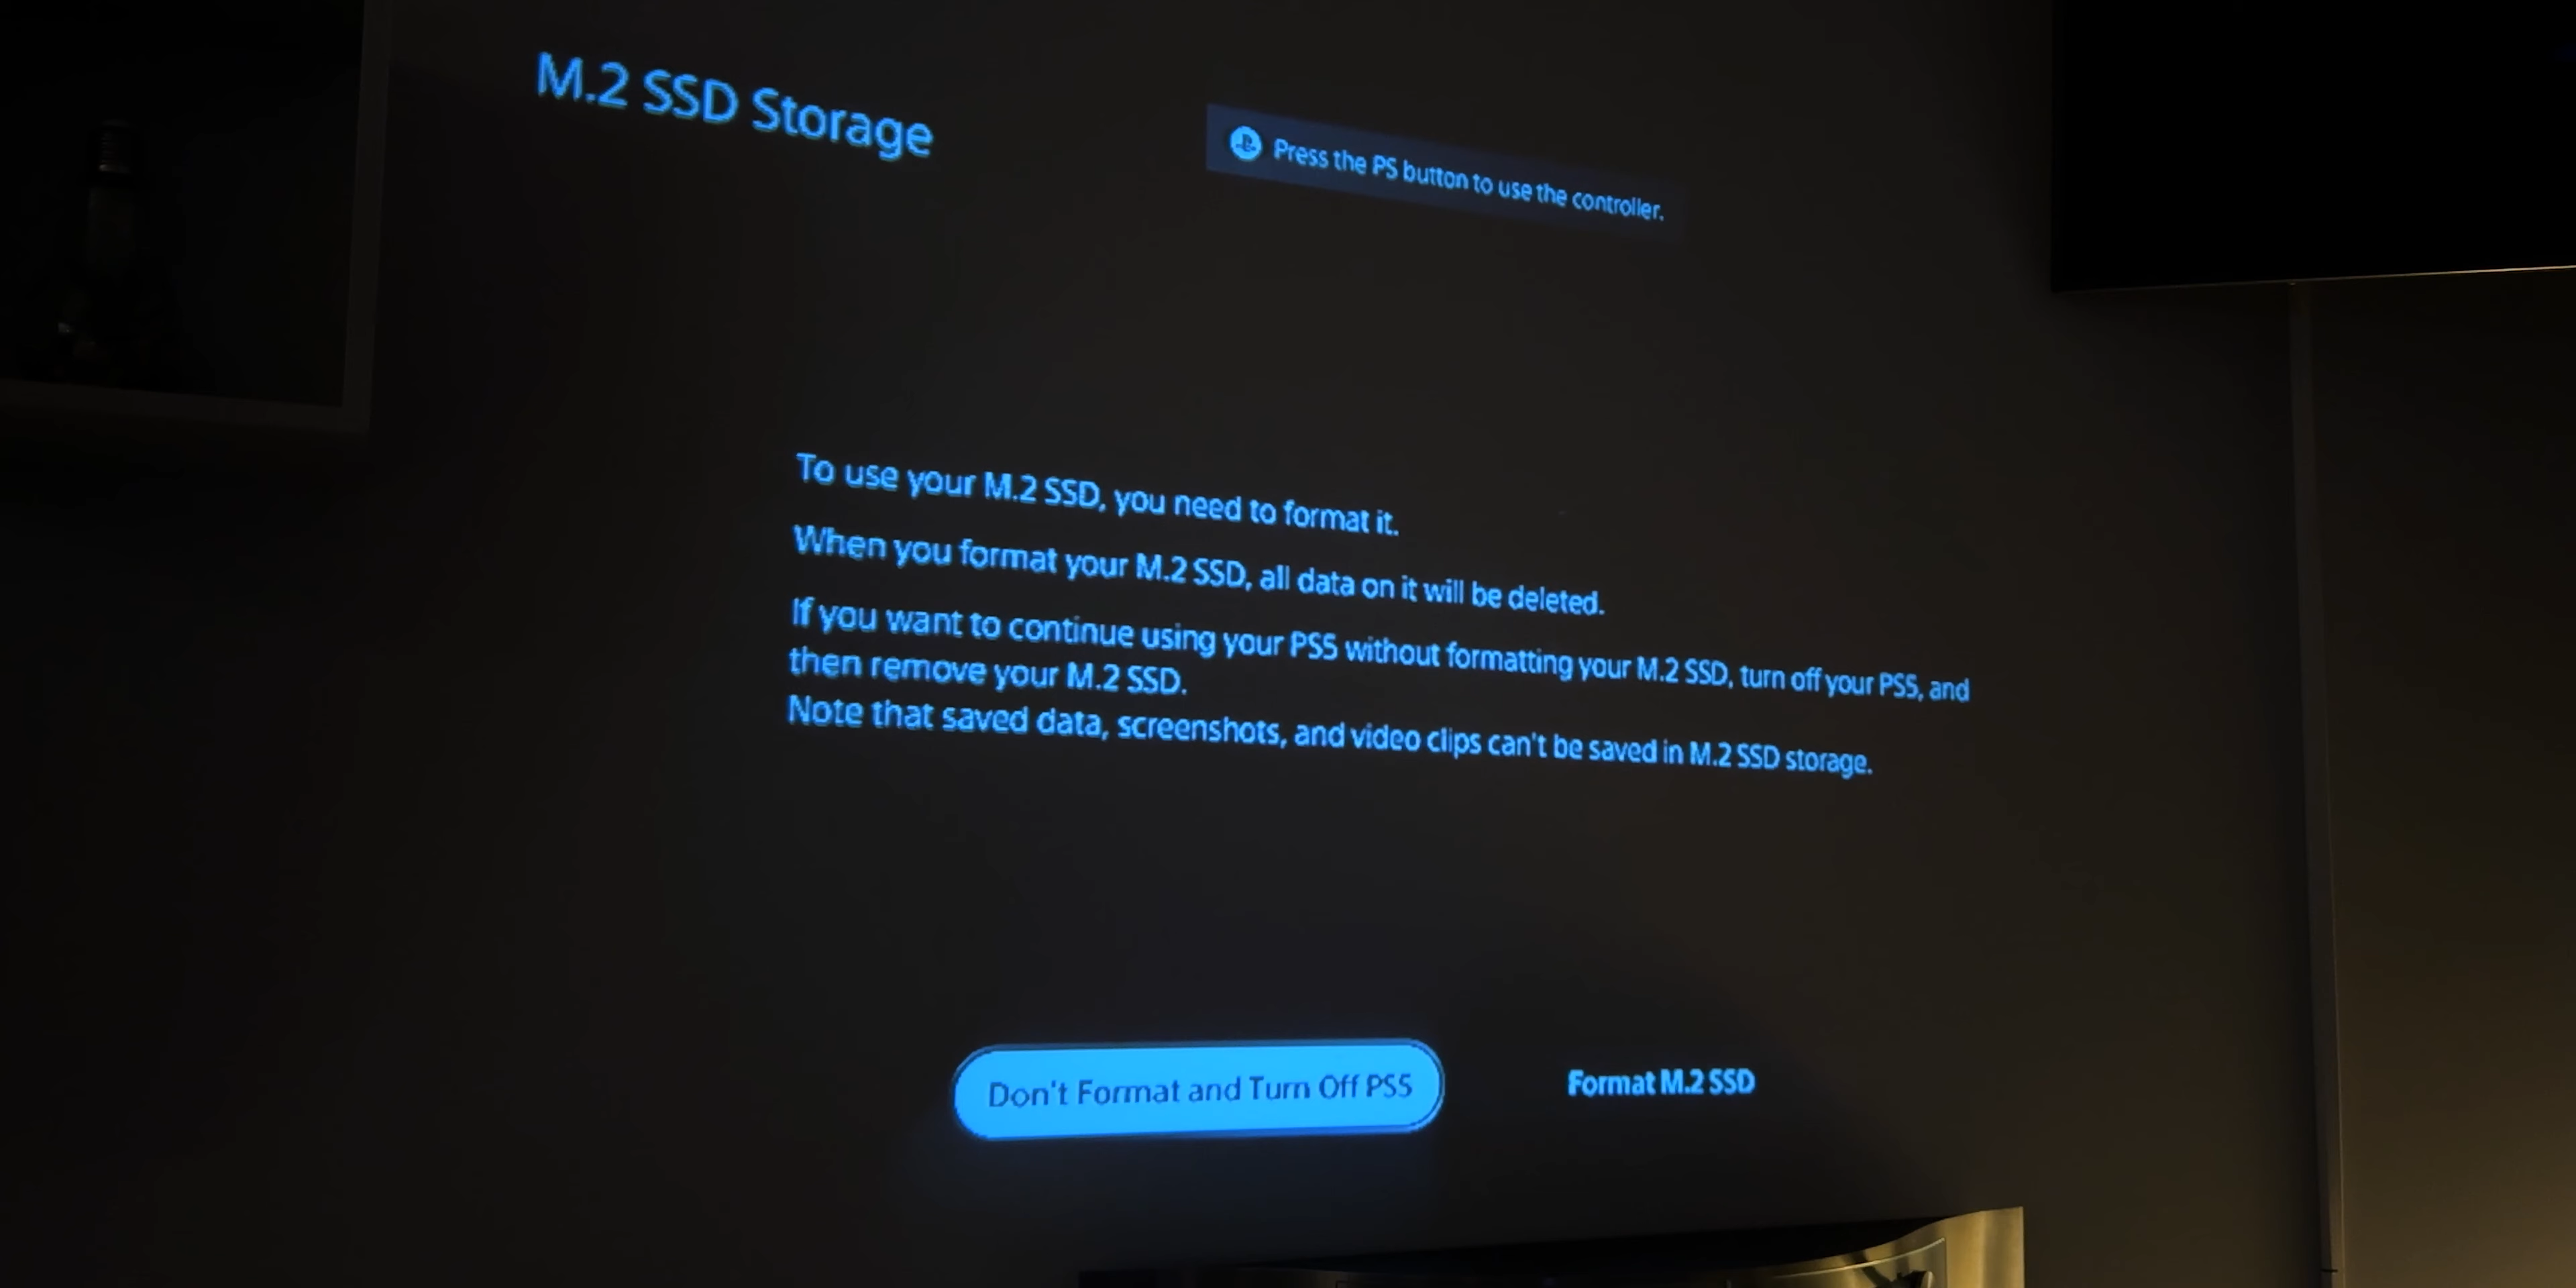 M.2 SSD Storage
Press the PS button to use the controller.
To use your M.2 SSD, you need to format it.
When you format your M.2 SSD, all data on it will be deleted.
If you want to continue using your PS5 without formatting your M.2 SSD, turn off your PS5, and
then remove your M.2 SSD.
Note that saved data, screenshots, and video clips can't be saved in M.2 SSD storage.
Don't Format and Turn Off PS5
Format M.2 SSD